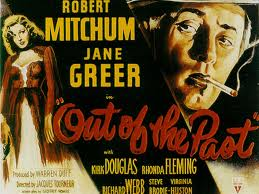 ROBERT
MITCHUM
JANE
GREER
in
"Out of the Past"
with
KIRK DOUGLAS RHONDA FLEMING
RICHARD WEBB STEVE BRODIE VIRGINIA HUSTON
PRODUCED BY WARREN DUFF
DIRECTED BY JACQUES TOURNEUR